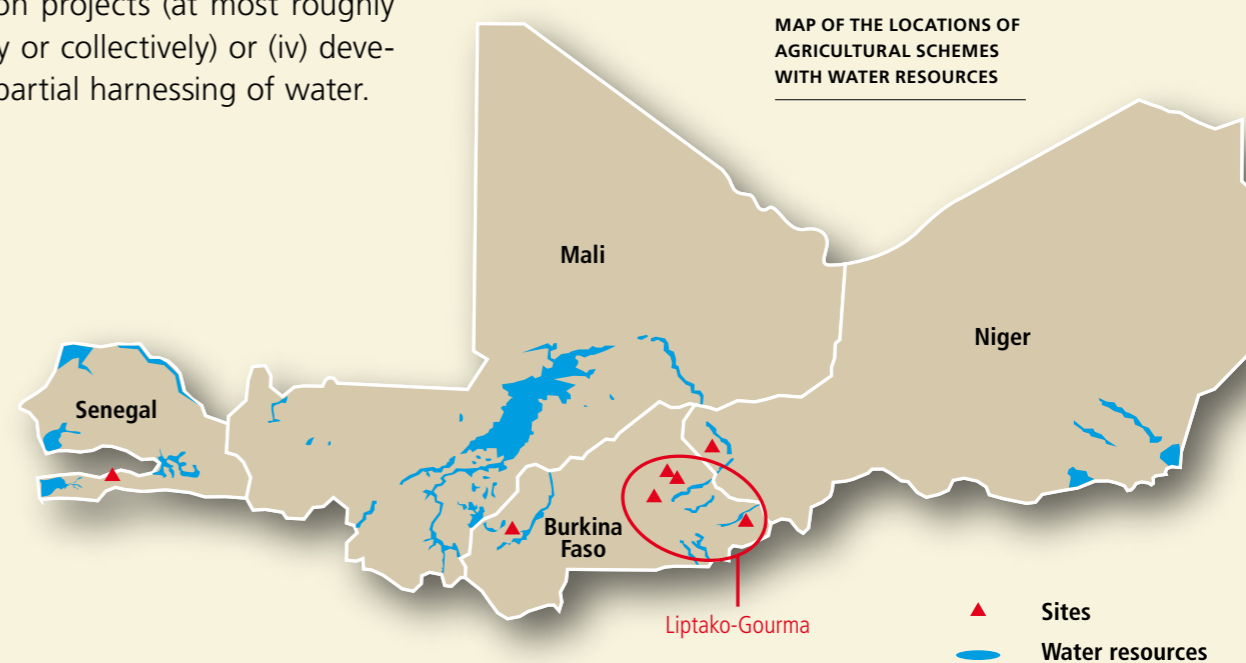 on projects (at most roughly
y or collectively) or (iv) deve-
partial harnessing of water.
MAP OF THE LOCATIONS OF
AGRICULTURAL SCHEMES
WITH WATER RESOURCES
Mali
Niger
Senegal
Burkina
Faso
Liptako-Gourma
Sites
Water resources